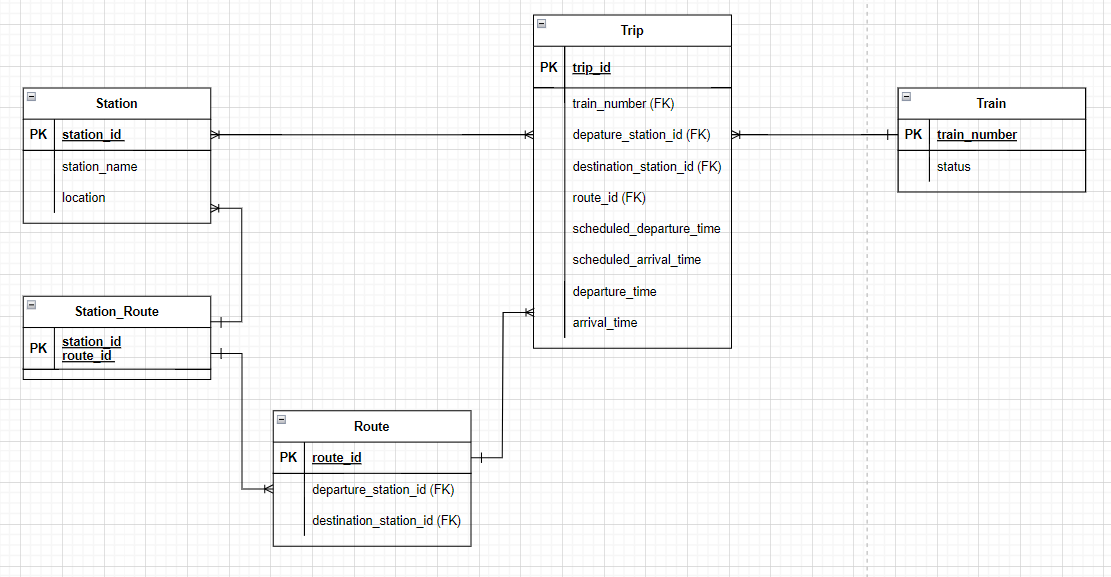 Trip
PK trip_id
train_number (FK)
depature_station_id (FK)
destination_station_id (FK)
route_id (FK)
scheduled_departure_time
scheduled_arrival_time
departure_time
arrival_time
Station
PK station_id
station_name
location
Train
PK train_number
status
Station_Route
PK station_id
route_id
Route
PK route_id
departure_station_id (FK)
destination_station_id (FK)